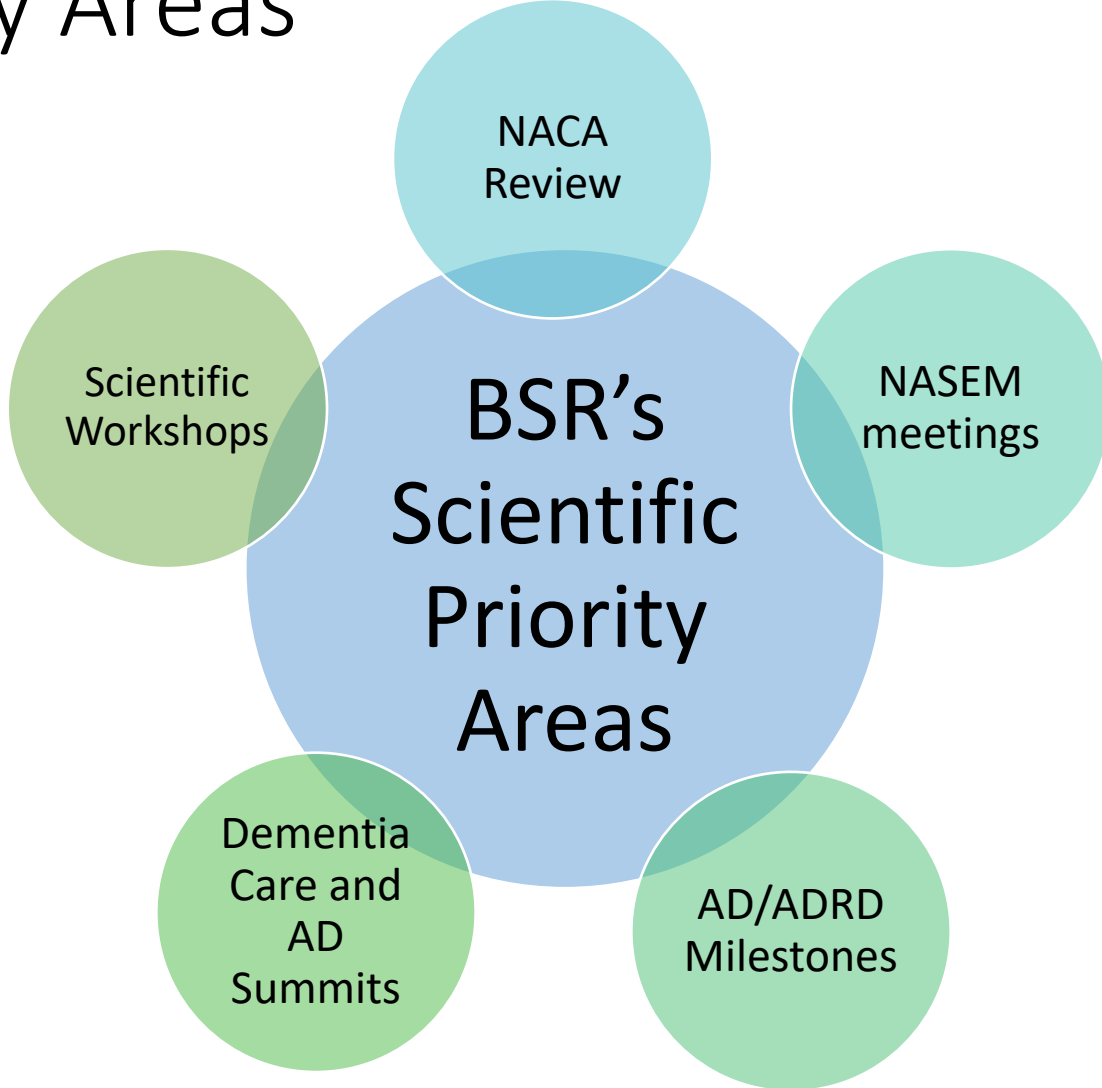 y Areas
NACA
Review
Scientific
Workshops
NASEM
meetings
BSR’s
Scientific
Priority
Areas
Dementia
Care and
AD
Summits
AD/ADRD
Milestones